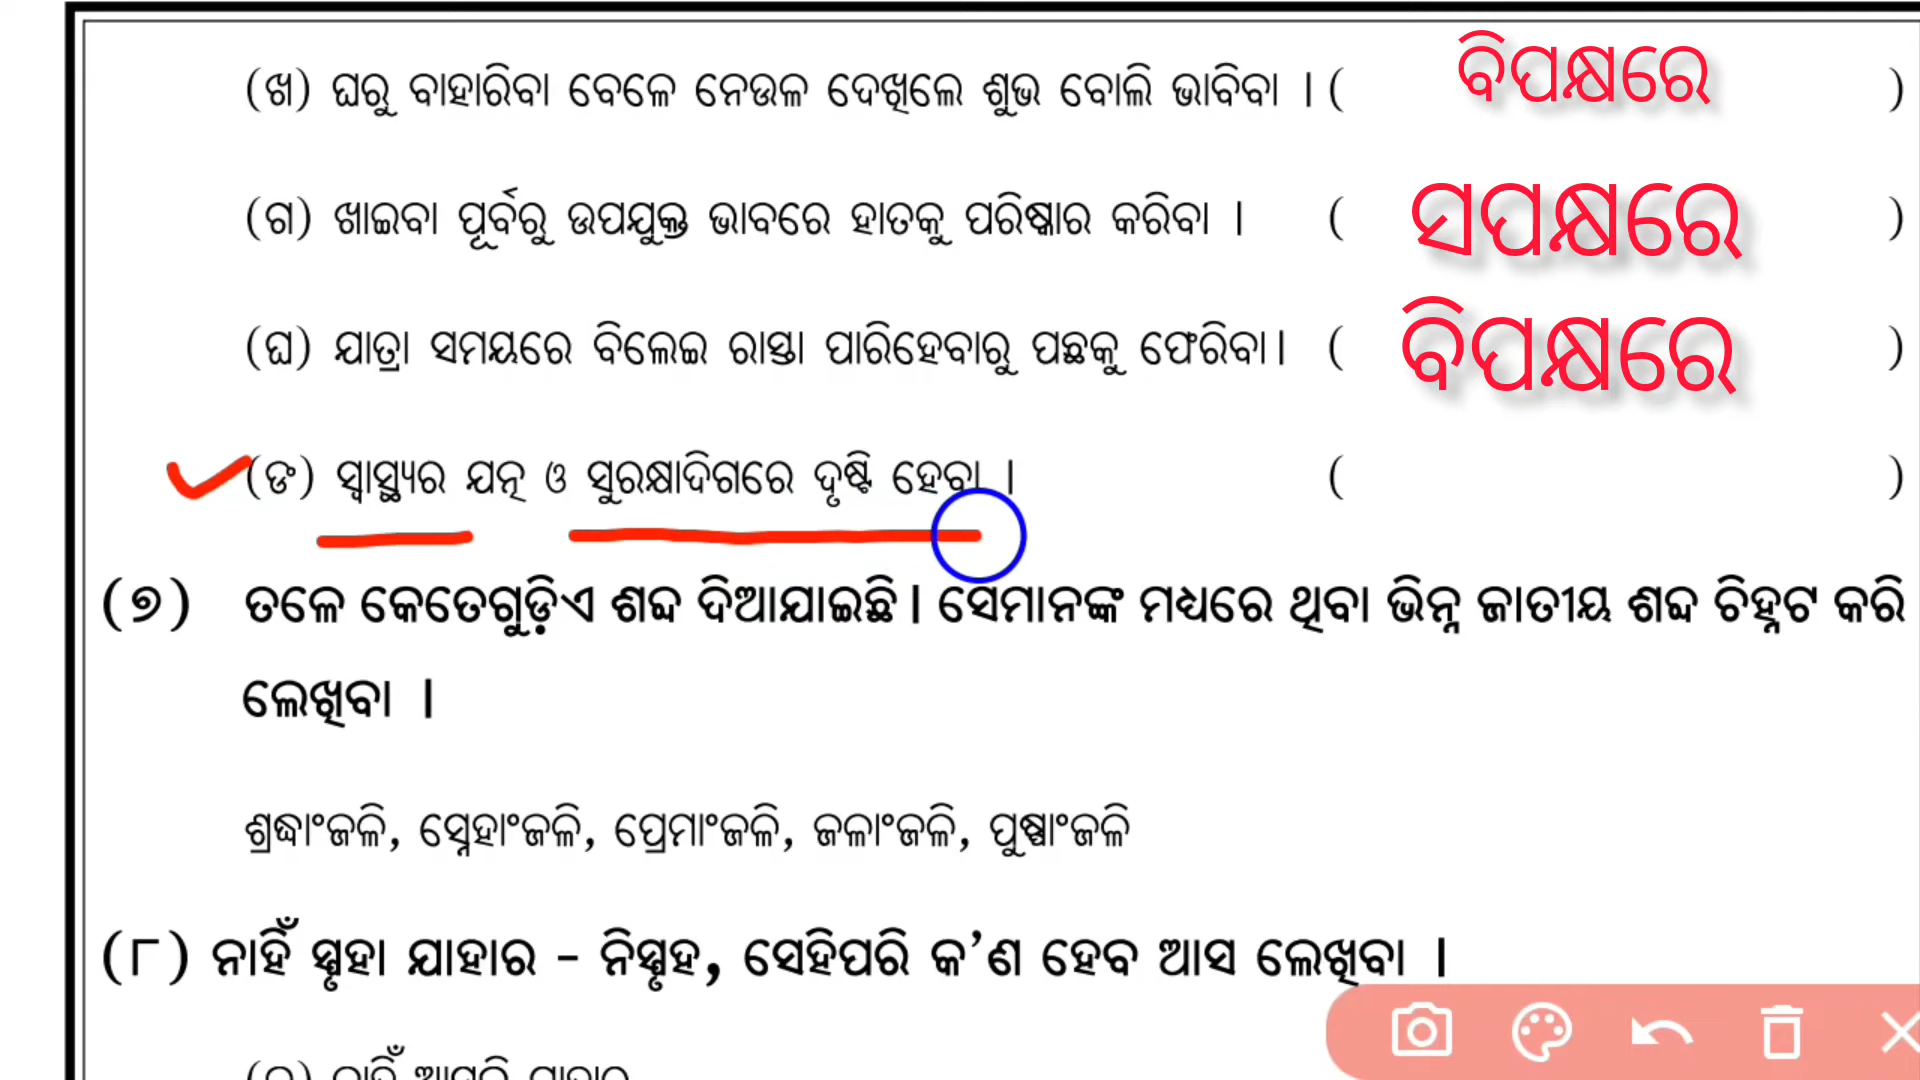 (ଖ) ଘରୁ ବାହାରିବା ବେଳେ ନେଉଳ ଦେଖିଲେ ଶୁଭ ବୋଲି ଭାବିବା । ( ବିପକ୍ଷରେ )
(ଗ) ଖାଇବା ପୂର୍ବରୁ ଉପଯୁକ୍ତ ଭାବରେ ହାତକୁ ପରିଷ୍କାର କରିବା । ( ସପକ୍ଷରେ )
(ଘ) ଯାତ୍ରା ସମୟରେ ବିଲେଇ ରାସ୍ତା ପାରିହେବାରୁ ପଛକୁ ଫେରିବା। ( ବିପକ୍ଷରେ )
(ଙ) ସ୍ୱାସ୍ଥ୍ୟର ଯତ୍ନ ଓ ସୁରକ୍ଷାଦିଗରେ ଦୃଷ୍ଟି ହେବା । ( )
(୭) ତଳେ କେତେଗୁଡ଼ିଏ ଶବ୍ଦ ଦିଆଯାଇଛି। ସେମାନଙ୍କ ମଧ୍ୟରେ ଥିବା ଭିନ୍ନ ଜାତୀୟ ଶବ୍ଦ ଚିହ୍ନଟ କରି
ଲେଖିବା ।
ଶ୍ରଦ୍ଧାଂଜଳି, ସ୍ନେହାଂଜଳି, ପ୍ରେମାଂଜଳି, ଜଳାଂଜଳି, ପୁଷ୍ପାଂଜଳି
(୮) ନାହିଁ ସ୍ପୃହା ଯାହାର - ନିସ୍ପୃହ, ସେହିପରି କ’ଣ ହେବ ଆସ ଲେଖିବା ।